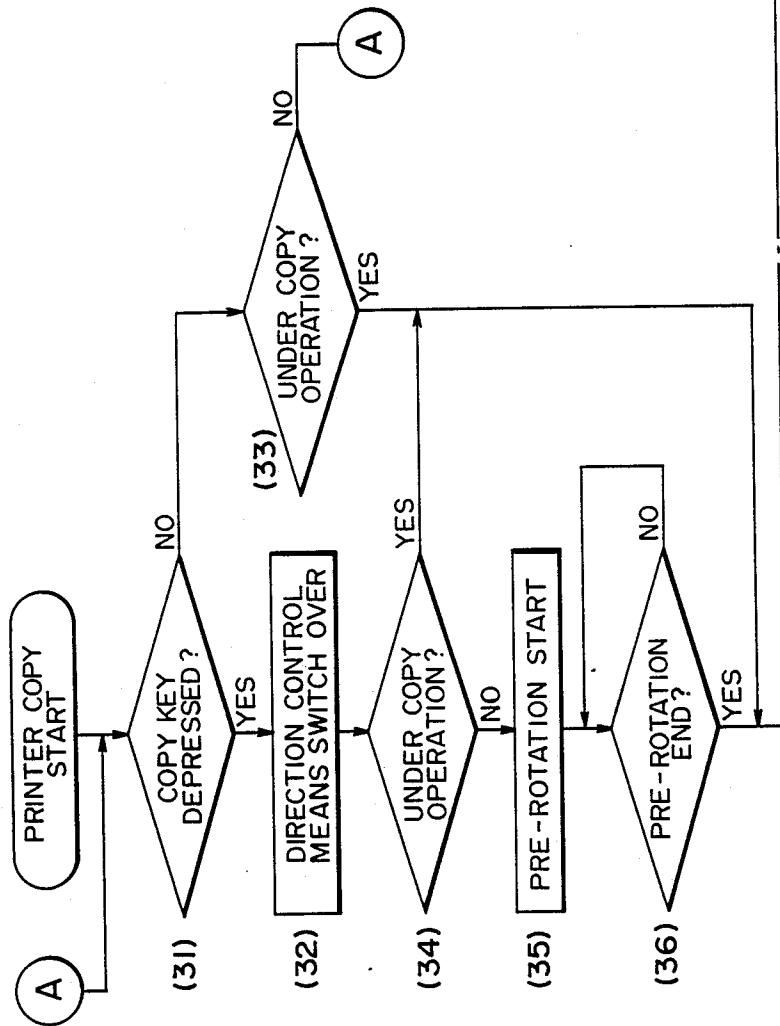 PRINTER COPY
START
A
(31)
COPY KEY
DEPRESSED?
NO
YES
(32)
DIRECTION CONTROL
MEANS SWITCH OVER
(33)
UNDER COPY
OPERATION?
NO
A
YES
(34)
UNDER COPY
OPERATION?
YES
NO
(35)
PRE-ROTATION START
(36)
PRE-ROTATION
END?
NO
YES